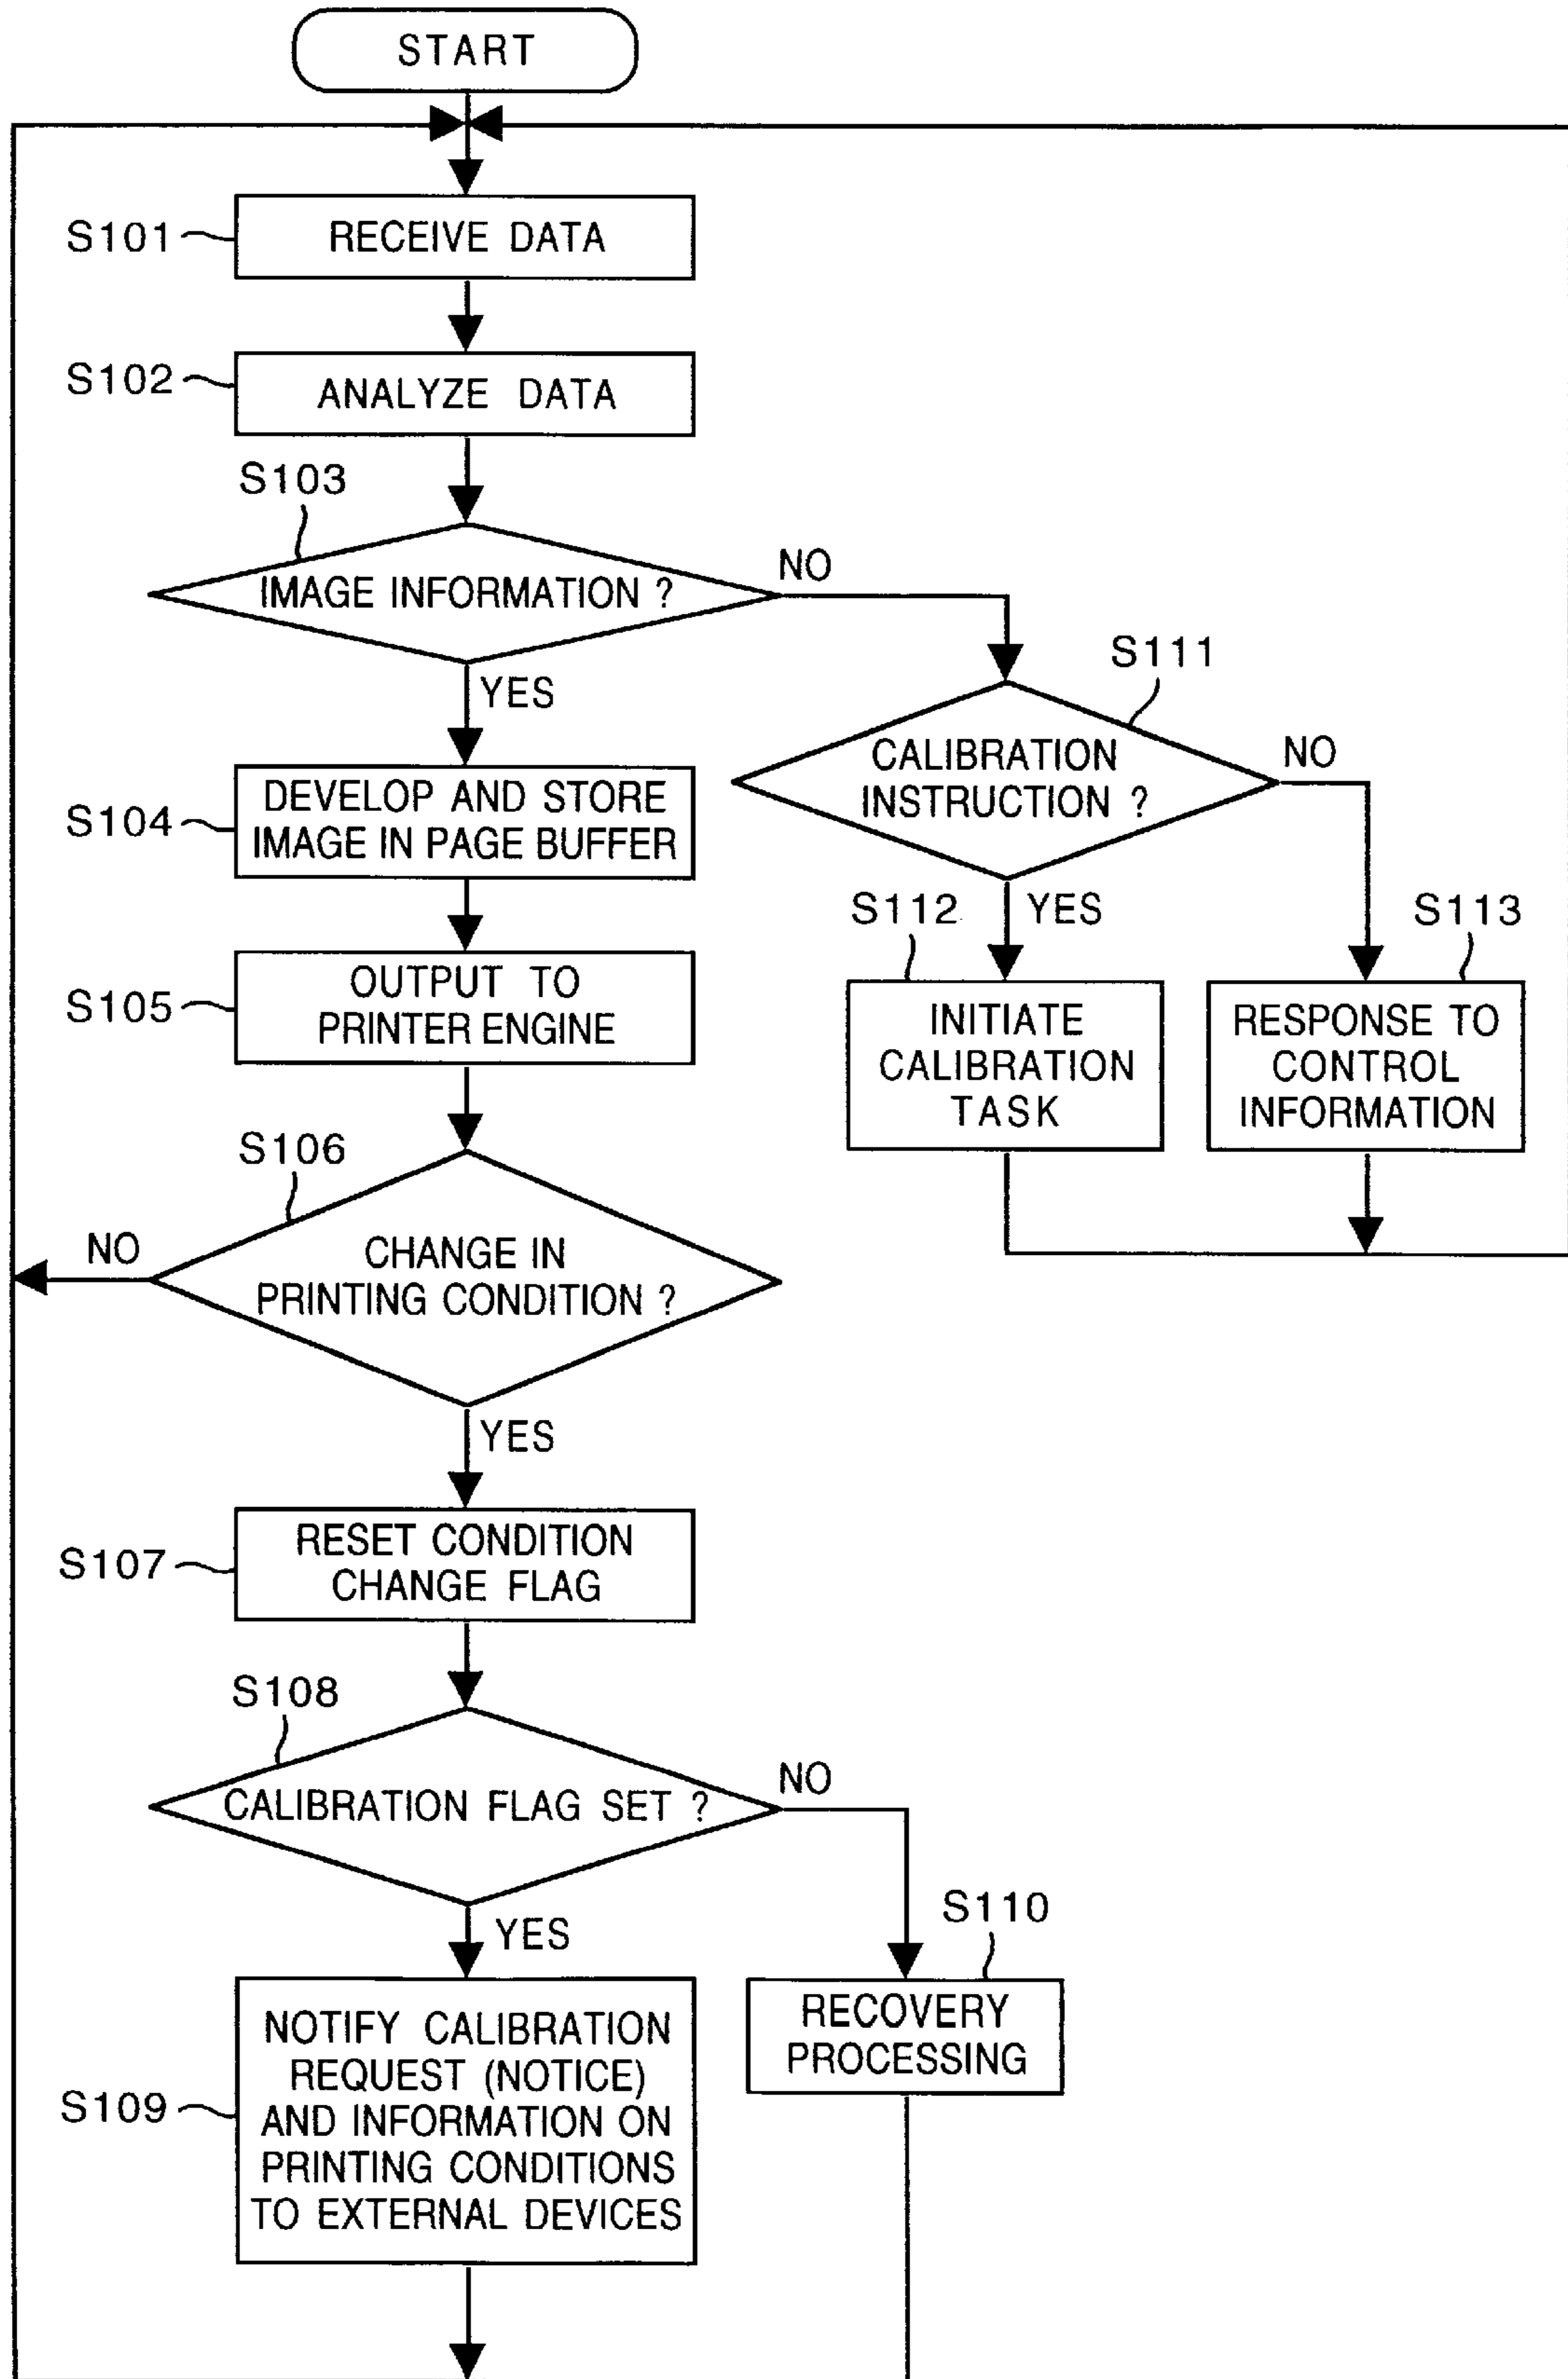 START
S101
RECEIVE DATA
S102
ANALYZE DATA
S103
IMAGE INFORMATION ?
NO
YES
S111
CALIBRATION
INSTRUCTION ?
NO
YES
S104
DEVELOP AND STORE
IMAGE IN PAGE BUFFER
S112
INITIATE
CALIBRATION
TASK
S113
RESPONSE TO
CONTROL
INFORMATION
S105
OUTPUT TO
PRINTER ENGINE
S106
CHANGE IN
PRINTING CONDITION ?
NO
YES
S107
RESET CONDITION
CHANGE FLAG
S108
CALIBRATION FLAG SET ?
NO
YES
S110
RECOVERY
PROCESSING
S109
NOTIFY CALIBRATION
REQUEST (NOTICE)
AND INFORMATION ON
PRINTING CONDITIONS
TO EXTERNAL DEVICES